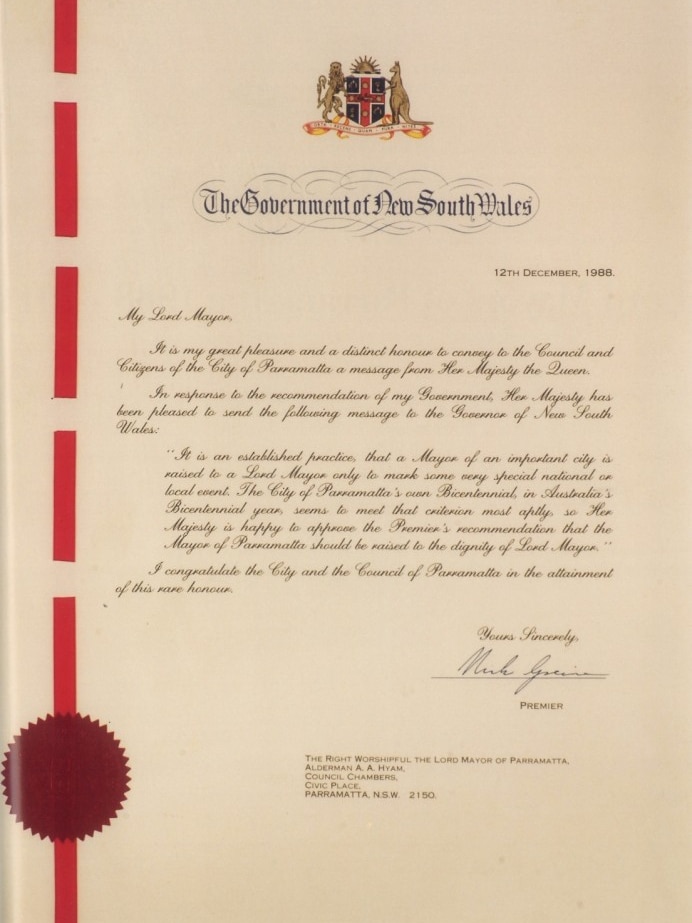 The Government of New South Wales
12TH DECEMBER, 1988.
My Lord Mayor,
It is my great pleasure and a distinct honour to convey to the Council and
Citizens of the City of Parramatta a message from Her Majesty the Queen.
In response to the recommendation of my Government, Her Majesty has
been pleased to send the following message to the Governor of New South
Wales:
"It is an established practice, that a Mayor of an important city is
raised to a Lord Mayor only to mark some very special national or
local event. The City of Parramatta's own Bicentennial, in Australia's
Bicentennial year, seems to meet that criterion most aptly, so Her
Majesty is happy to approve the Premier's recommendation that the
Mayor of Parramatta should be raised to the dignity of Lord Mayor."
I congratulate the City and the Council of Parramatta in the attainment
of this rare honour.
Yours Sincerely,
Nick Greiner
PREMIER
THE RIGHT WORSHIPFUL THE LORD MAYOR OF PARRAMATTA,
ALDERMAN A. A. HYAM,
COUNCIL CHAMBERS,
CIVIC PLACE,
PARRAMATTA, N.S.W. 2150.